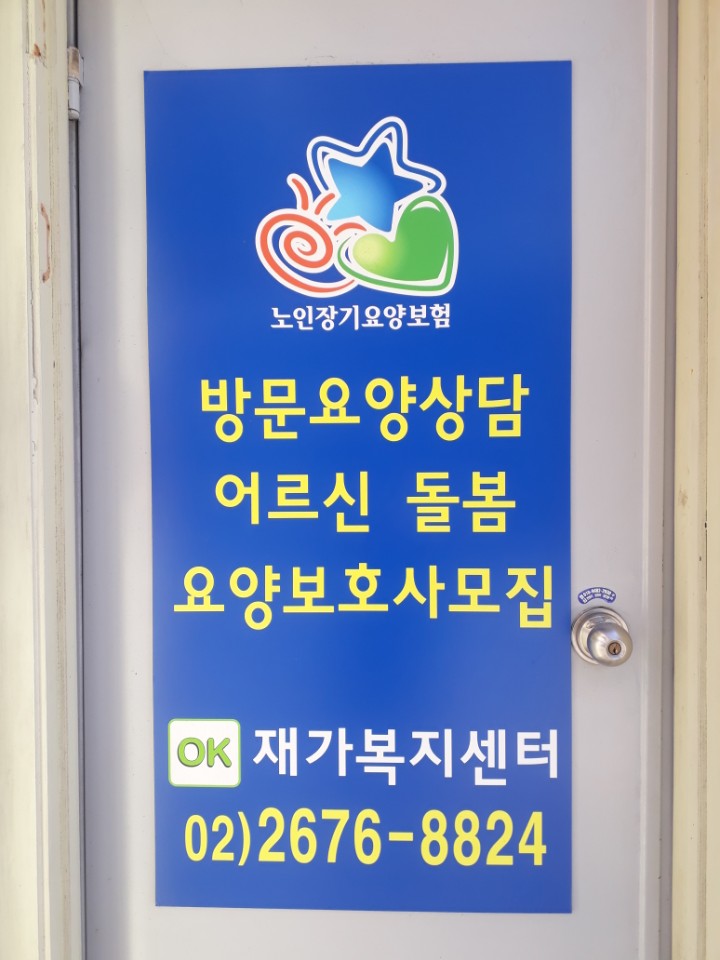 노인장기요양보험
방문요양상담
어르신 돌봄
요양보호사모집
OK 재가복지센터
02)2676-8824